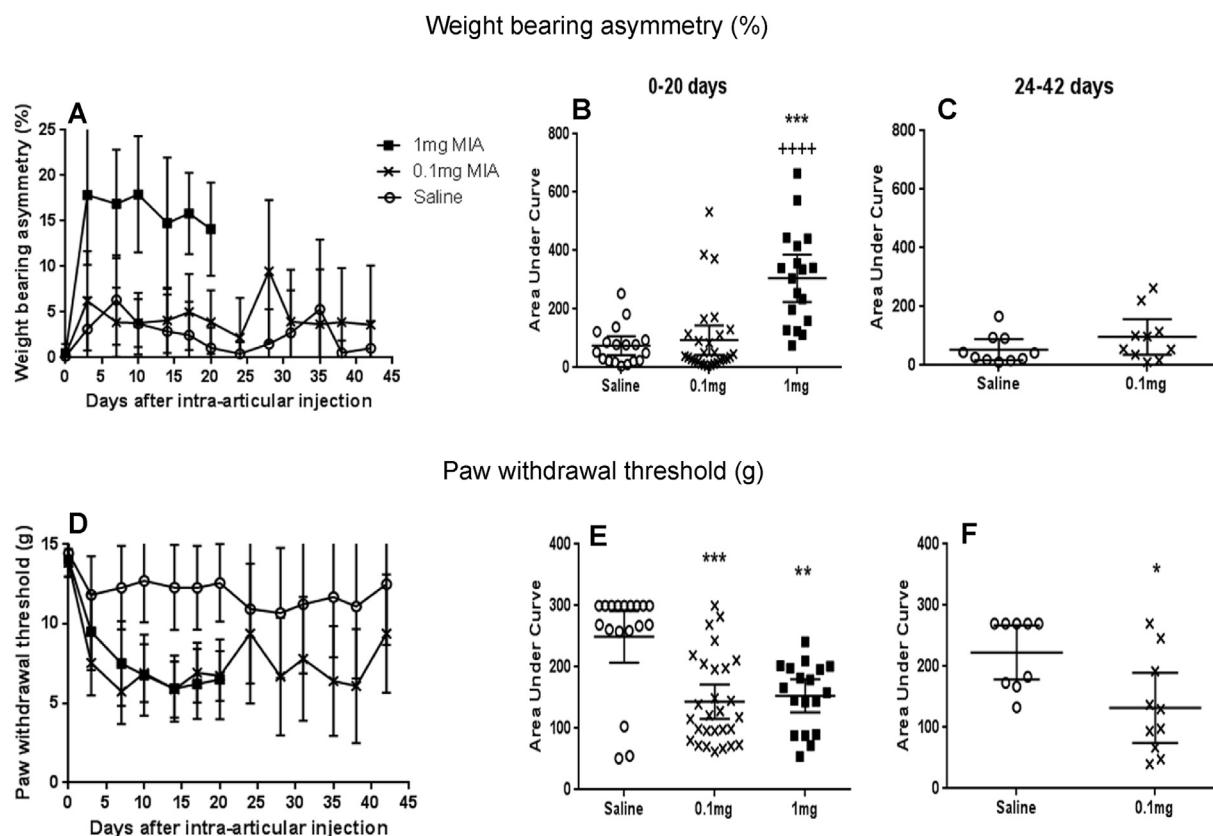 Weight bearing asymmetry (%)
A
Weight bearing asymmetry (%)
25
20
15
10
5
0
0 5 10 15 20 25 30 35 40 45
Days after intra-articular injection
1mg MIA
0.1mg MIA
Saline
0-20 days
B
***
++++
Area Under Curve
800
600
400
200
0
Saline 0.1mg 1mg
24-42 days
C
Area Under Curve
800
600
400
200
0
Saline 0.1mg
Paw withdrawal threshold (g)
D
Paw withdrawal threshold (g)
15
10
5
0
0 5 10 15 20 25 30 35 40 45
Days after intra-articular injection
E
***
**
Area Under Curve
400
300
200
100
0
Saline 0.1mg 1mg
F
*
Area Under Curve
400
300
200
100
0
Saline 0.1mg